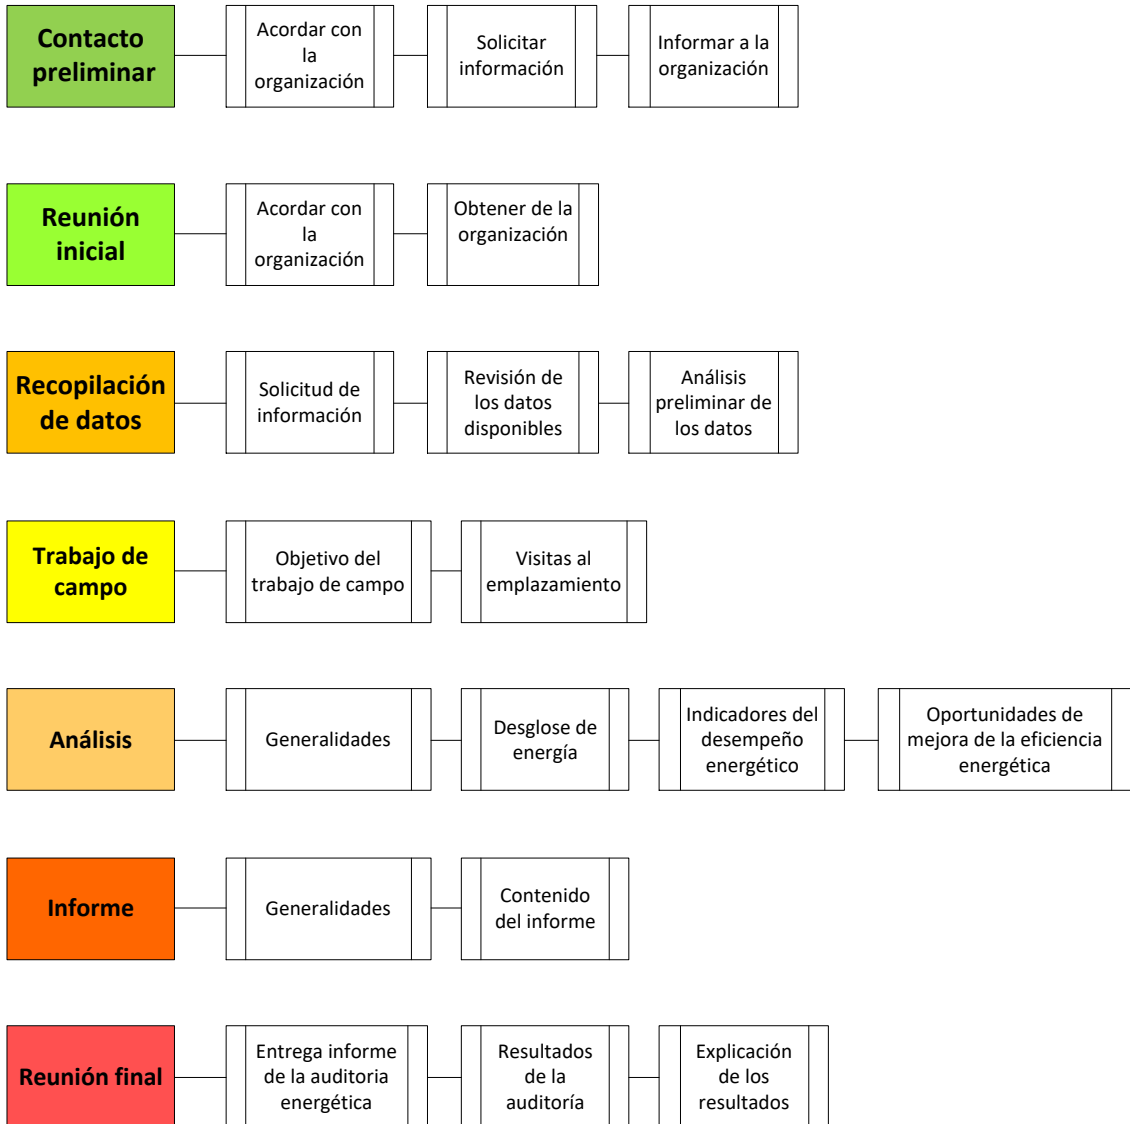 Contacto
preliminar
Acordar con
la
organización
Solicitar
información
Informar a la
organización
Reunión
inicial
Acordar con
la
organización
Obtener de la
organización
Recopilación
de datos
Solicitud de
información
Revisión de
los datos
disponibles
Análisis
preliminar de
los datos
Trabajo de
campo
Objetivo del
trabajo de campo
Visitas al
emplazamiento
Análisis
Generalidades
Desglose de
energía
Indicadores del
desempeño
energético
Oportunidades de
mejora de la eficiencia
energética
Informe
Generalidades
Contenido
del informe
Reunión final
Entrega informe
de la auditoria
energética
Resultados
de la
auditoría
Explicación
de los
resultados